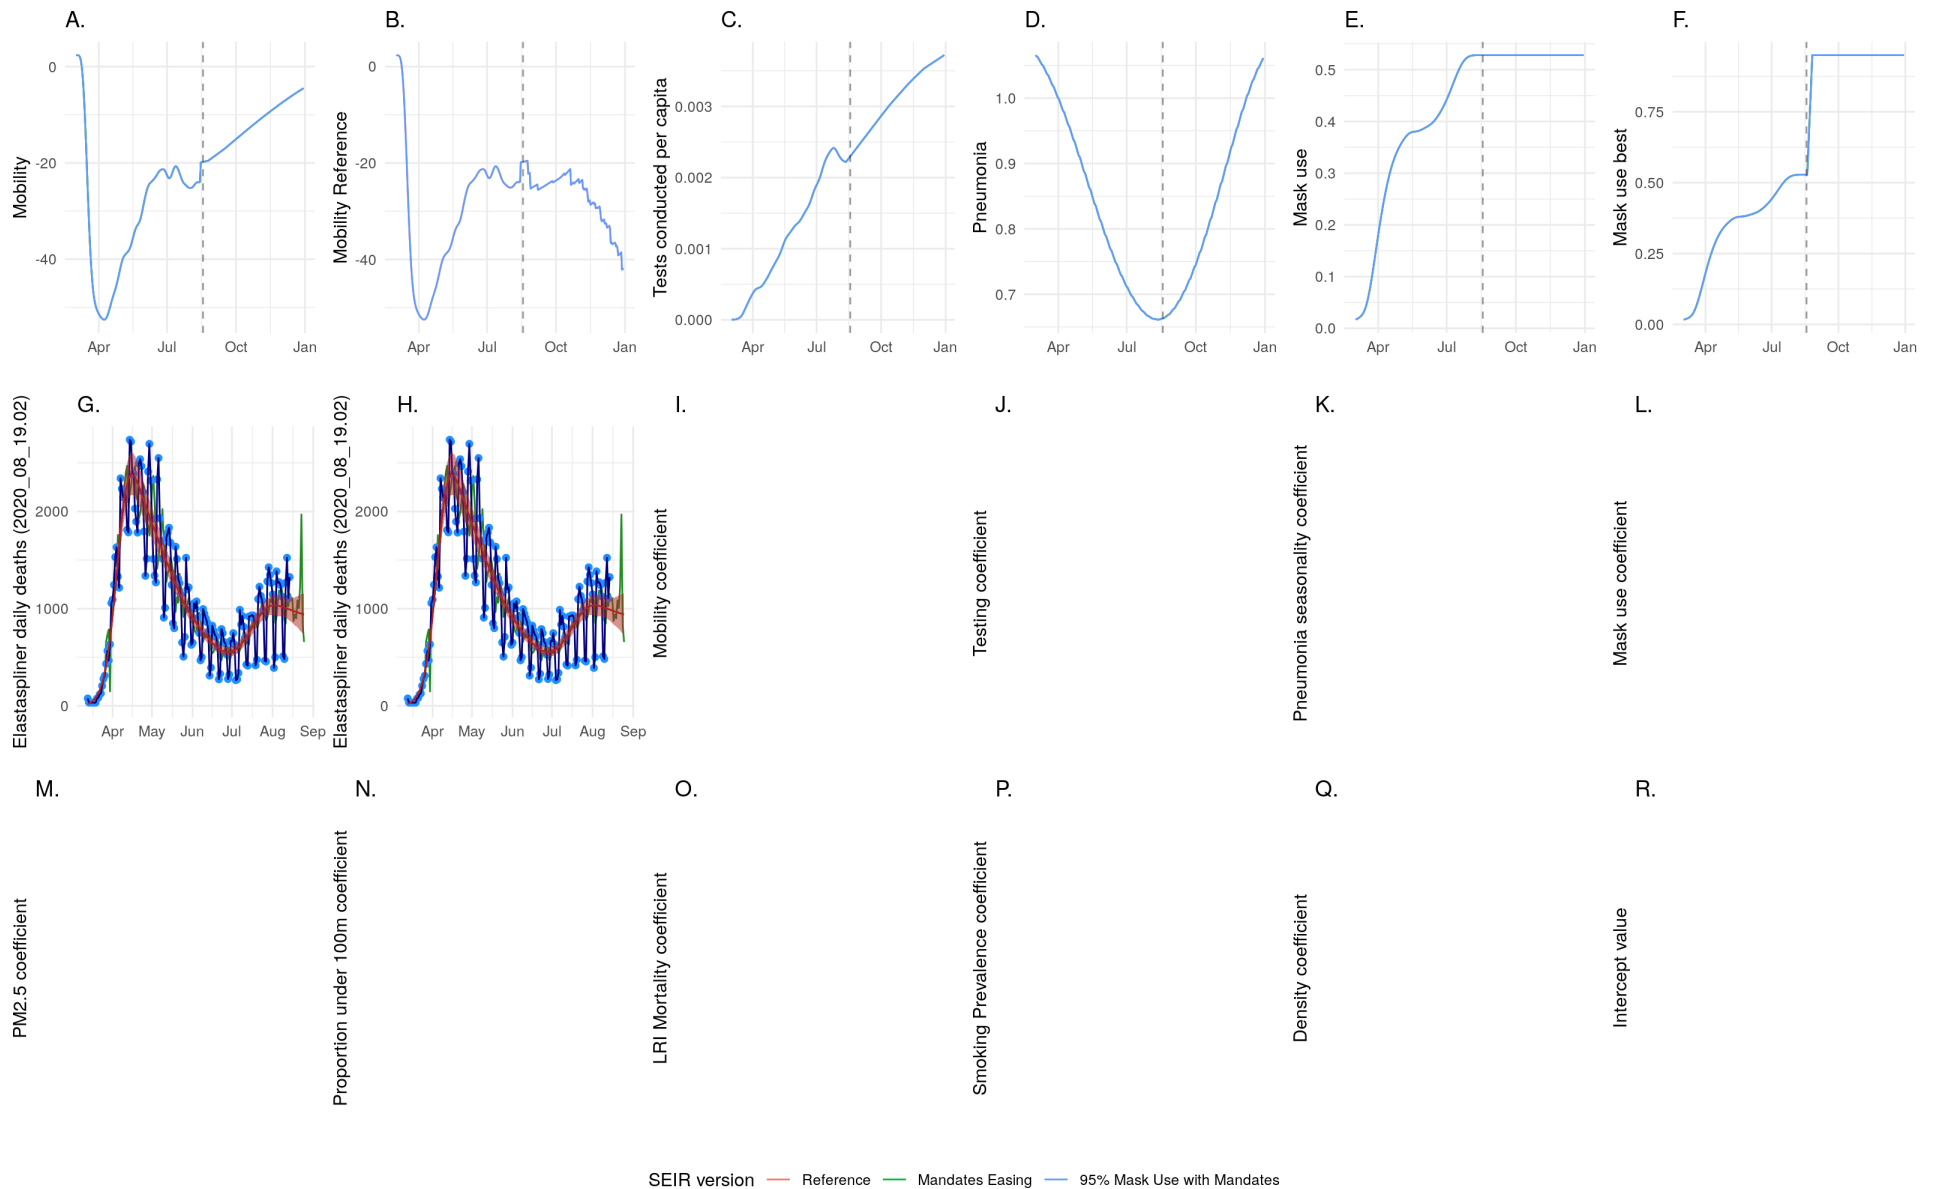 A.
Mobility
0
-20
-40
Apr Jul Oct Jan
B.
Mobility Reference
0
-20
-40
Apr Jul Oct Jan
C.
Tests conducted per capita
0.003
0.002
0.001
0.000
Apr Jul Oct Jan
D.
Pneumonia
1.0
0.9
0.8
0.7
Apr Jul Oct Jan
E.
Mask use
0.5
0.4
0.3
0.2
0.1
0.0
Apr Jul Oct Jan
F.
Mask use best
0.75
0.50
0.25
0.00
Apr Jul Oct Jan
G.
Elastaspliner daily deaths (2020_08_19.02)
2000
1000
0
Apr May Jun Jul Aug Sep
H.
Elastaspliner daily deaths (2020_08_19.02)
2000
1000
0
Apr May Jun Jul Aug Sep
I.
Mobility coefficient
J.
Testing coefficient
K.
Pneumonia seasonality coefficient
L.
Mask use coefficient
M.
PM2.5 coefficient
N.
Proportion under 100m coefficient
O.
LRI Mortality coefficient
P.
Smoking Prevalence coefficient
Q.
Density coefficient
R.
Intercept value
SEIR version Reference Mandates Easing 95% Mask Use with Mandates